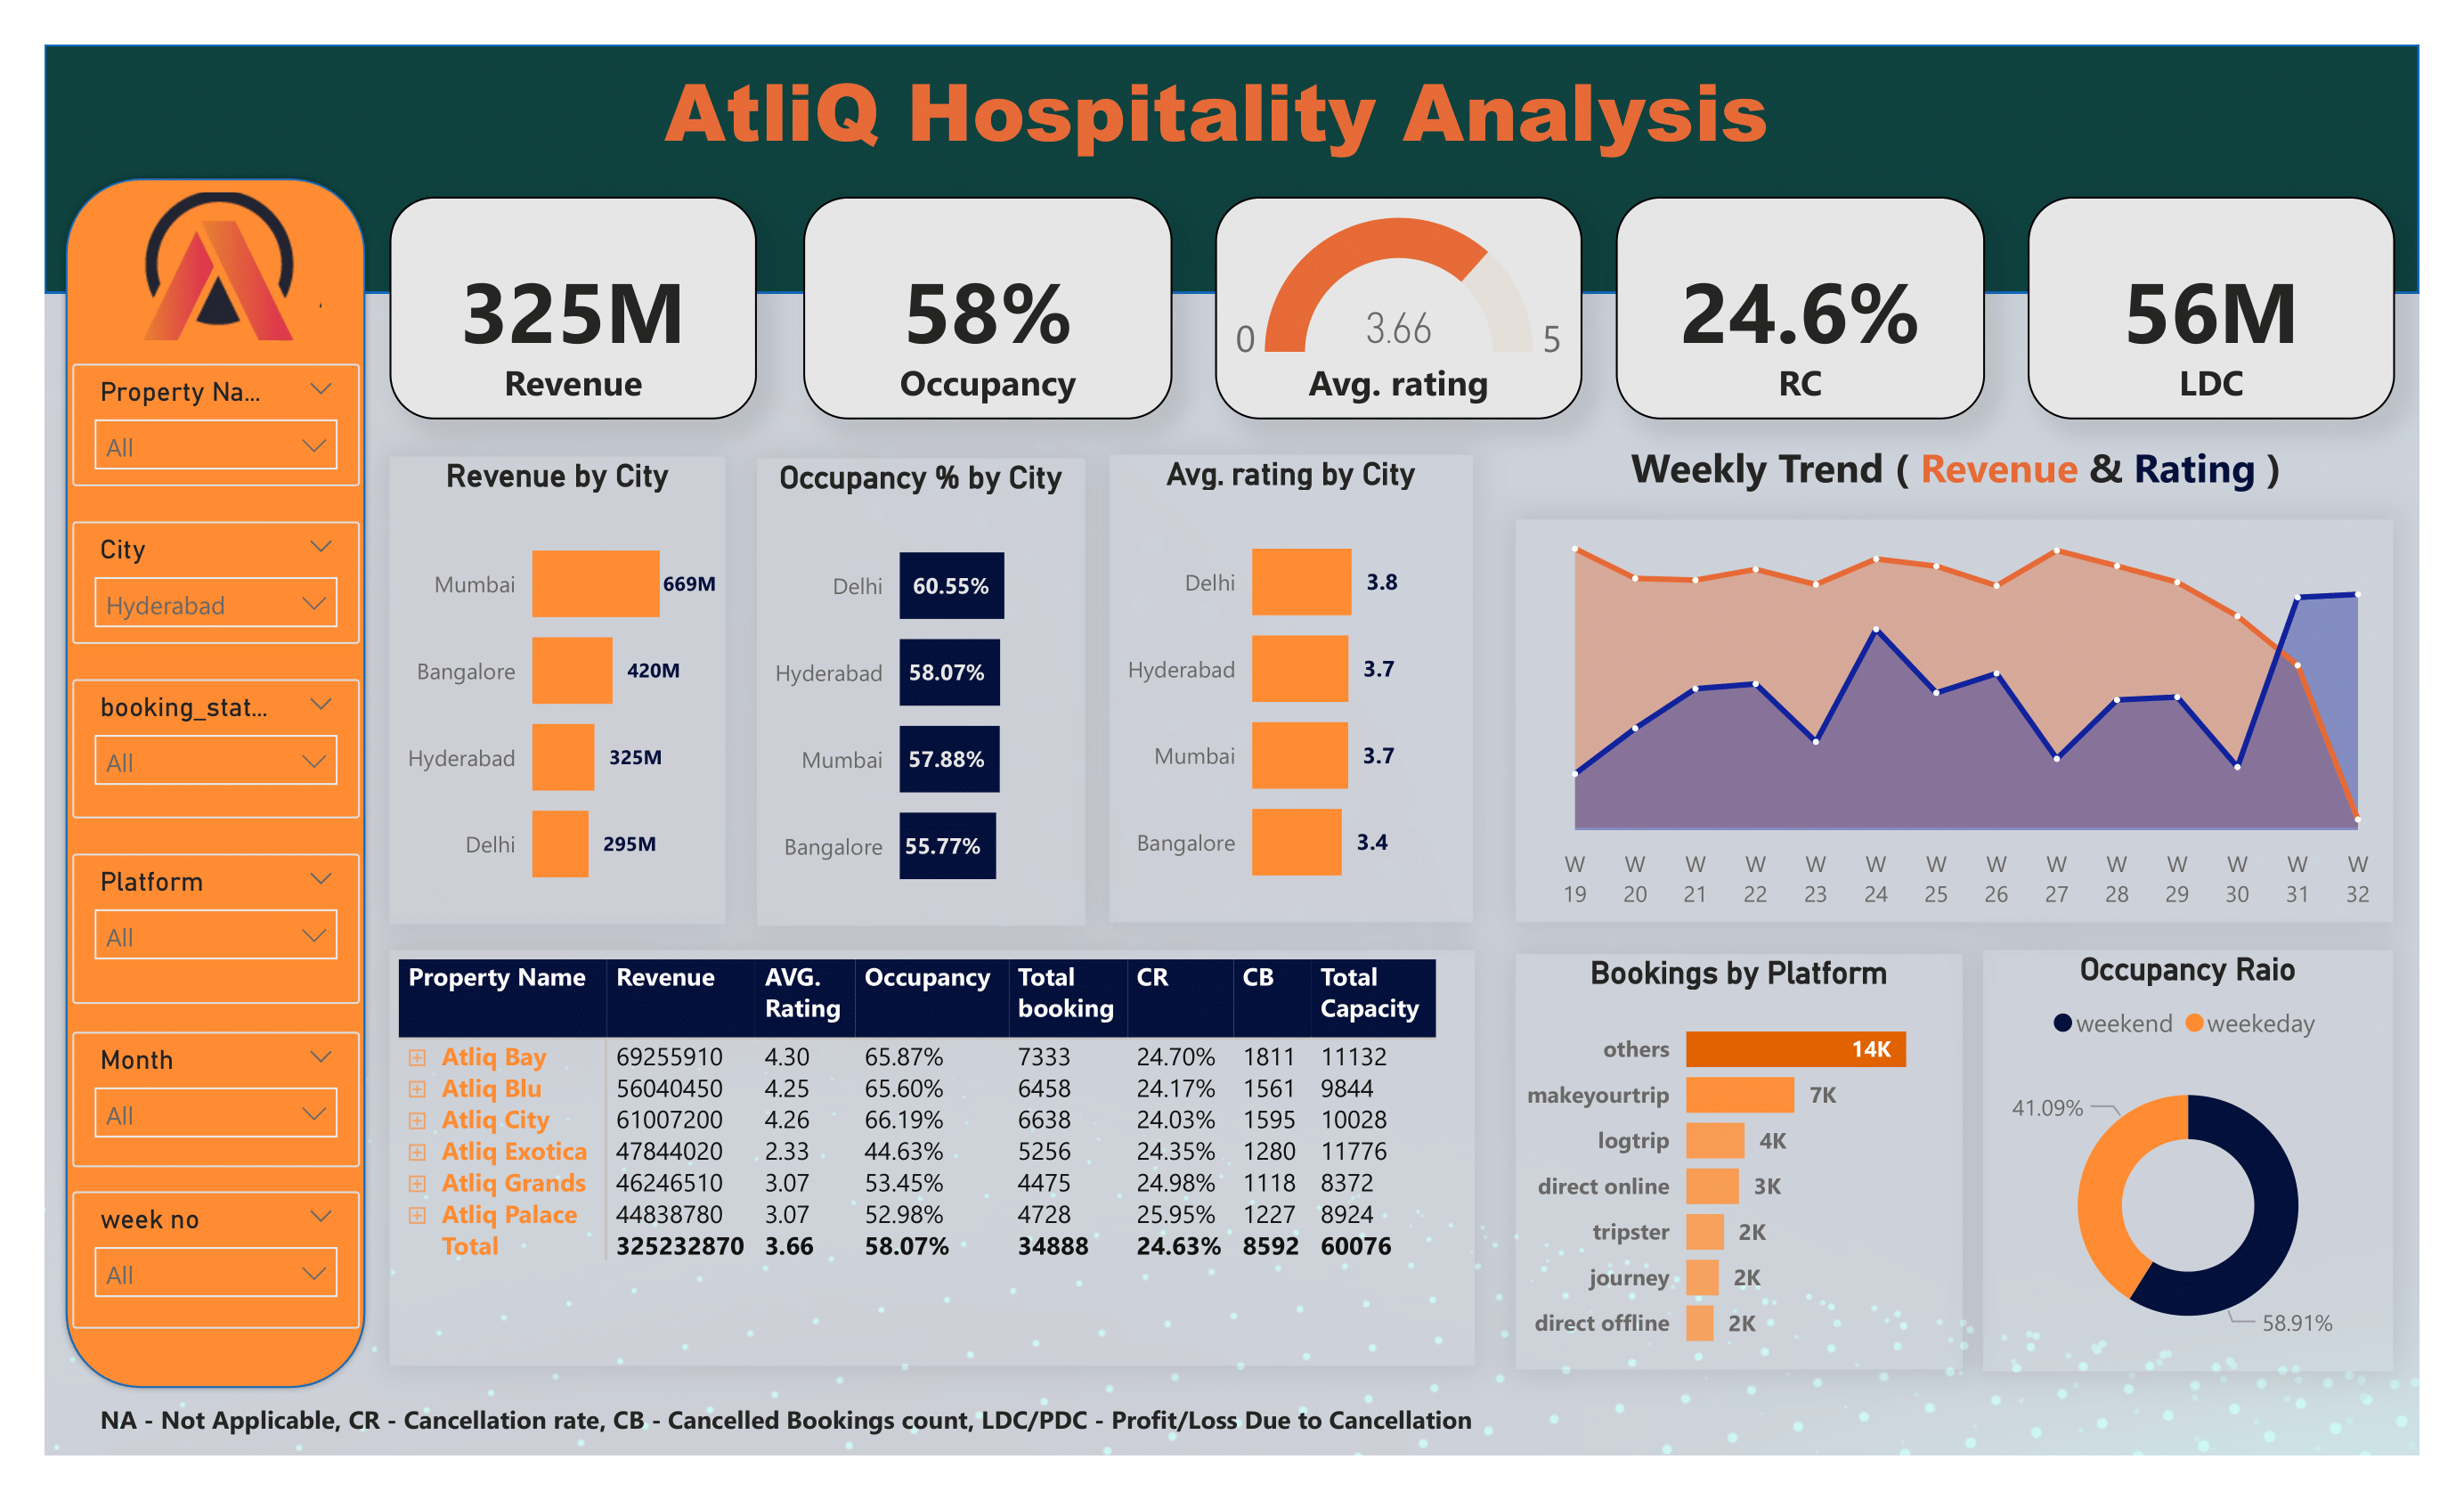 AtliQ Hospitality Analysis
325M
Revenue
58%
Occupancy
0
3.66
5
Avg. rating
24.6%
RC
56M
LDC
Property Na...
All
City
Hyderabad
booking_stat...
All
Platform
All
Month
All
week no
All
Revenue by City
Mumbai 669M
Bangalore 420M
Hyderabad 325M
Delhi 295M
Occupancy % by City
Delhi 60.55%
Hyderabad 58.07%
Mumbai 57.88%
Bangalore 55.77%
Avg. rating by City
Delhi 3.8
Hyderabad 3.7
Mumbai 3.7
Bangalore 3.4
Weekly Trend ( Revenue & Rating )
W W W W W W W W W W W W W W
19 20 21 22 23 24 25 26 27 28 29 30 31 32
Property Name Revenue AVG. Occupancy Total CR CB Total
Rating booking Capacity
Atliq Bay 69255910 4.30 65.87% 7333 24.70% 1811 11132
Atliq Blu 56040450 4.25 65.60% 6458 24.17% 1561 9844
Atliq City 61007200 4.26 66.19% 6638 24.03% 1595 10028
Atliq Exotica 47844020 2.33 44.63% 5256 24.35% 1280 11776
Atliq Grands 46246510 3.07 53.45% 4475 24.98% 1118 8372
Atliq Palace 44838780 3.07 52.98% 4728 25.95% 1227 8924
Total 325232870 3.66 58.07% 34888 24.63% 8592 60076
Bookings by Platform
others 14K
makeyourtrip 7K
logtrip 4K
direct online 3K
tripster 2K
journey 2K
direct offline 2K
Occupancy Raio
weekend weekeday
41.09%
58.91%
NA - Not Applicable, CR - Cancellation rate, CB - Cancelled Bookings count, LDC/PDC - Profit/Loss Due to Cancellation